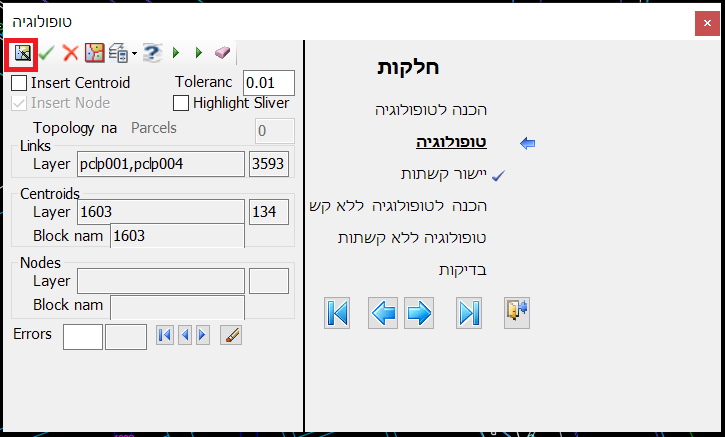 טופולוגיה
Insert Centroid
Toleranc 0.01
Insert Node
Highlight Sliver
Topology na Parcels 0
Links
Layer pclp001,pclp004 3593
Centroids
Layer 1603 134
Block nam 1603
Nodes
Layer
Block nam
Errors
חלקות
הכנה לטופולוגיה
טופולוגיה
יישור קשתות
הכנה לטופולוגיה ללא קש
טופולוגיה ללא קשתות
בדיקות